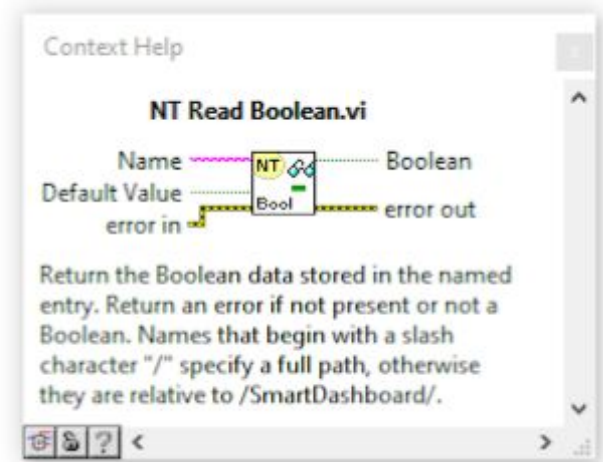 Context Help
NT Read Boolean.vi
Name
NT
Boolean
Default Value
Bool
error in
error out
Return the Boolean data stored in the named
entry. Return an error if not present or not a
Boolean. Names that begin with a slash
character "/" specify a full path, otherwise
they are relative to /SmartDashboard/.
?